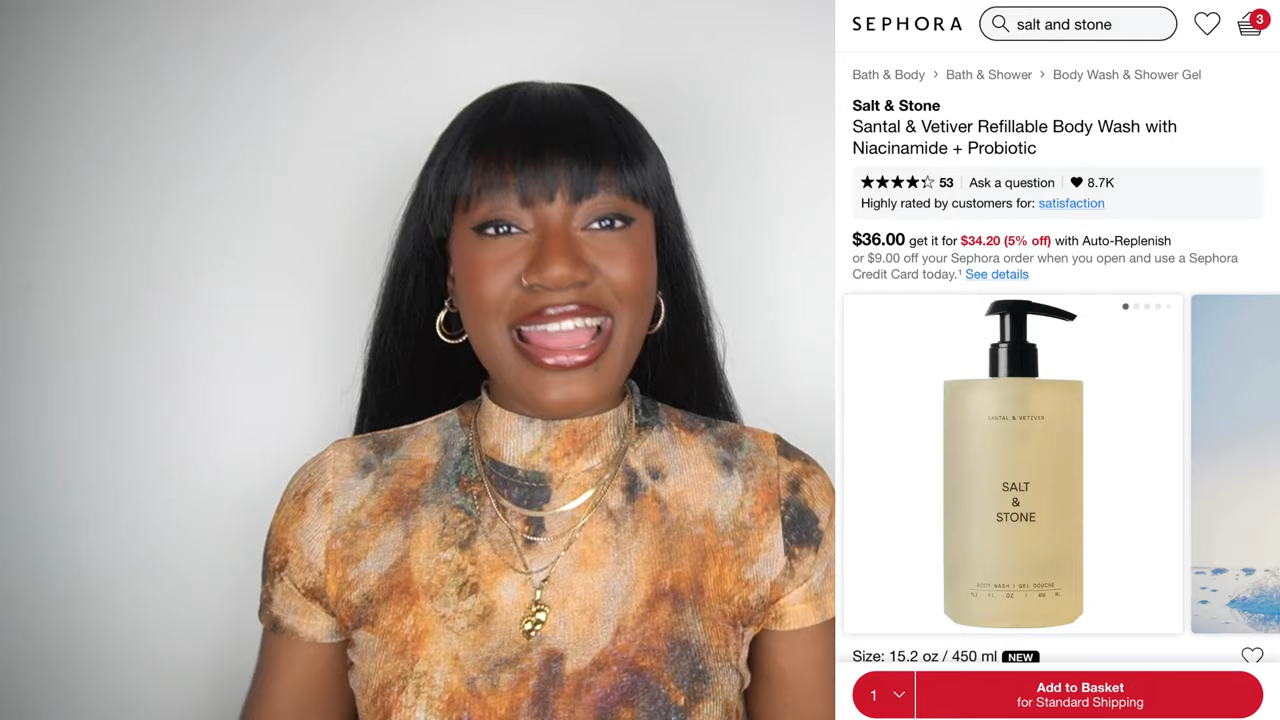 SEPHORA
salt and stone
3
Bath & Body > Bath & Shower > Body Wash & Shower Gel
Salt & Stone
Santal & Vetiver Refillable Body Wash with
Niacinamide + Probiotic
53 | Ask a question | 8.7K
Highly rated by customers for: satisfaction
$36.00 get it for $34.20 (5% off) with Auto-Replenish
or $9.00 off your Sephora order when you open and use a Sephora
Credit Card today.¹ See details
SANTAL & VETIVER
SALT
&
STONE
BODY WASH | GEL DOUCHE
Size: 15.2 oz / 450 ml NEW
1
Add to Basket
for Standard Shipping